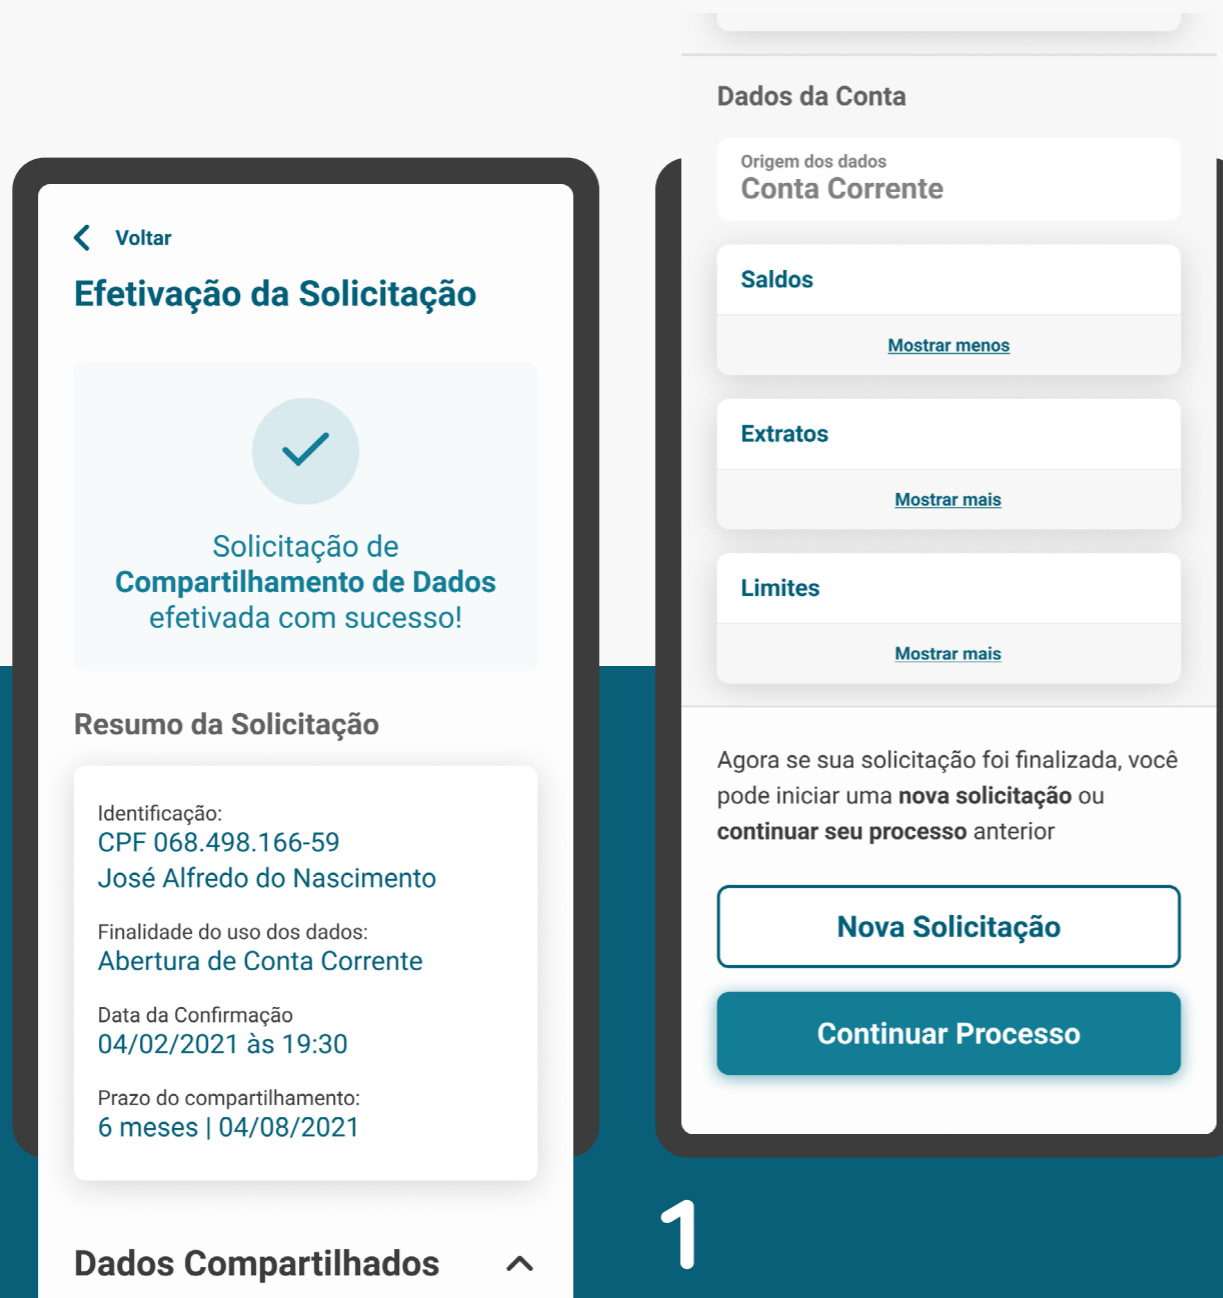 Voltar
Efetivação da Solicitação
Solicitação de
Compartilhamento de Dados
efetivada com sucesso!
Resumo da Solicitação
Identificação:
CPF 068.498.166-59
José Alfredo do Nascimento
Finalidade do uso dos dados:
Abertura de Conta Corrente
Data da Confirmação
04/02/2021 às 19:30
Prazo do compartilhamento:
6 meses | 04/08/2021
Dados Compartilhados
Dados da Conta
Origem dos dados
Conta Corrente
Saldos
Mostrar menos
Extratos
Mostrar mais
Limites
Mostrar mais
Agora se sua solicitação foi finalizada, você
pode iniciar uma nova solicitação ou
continuar seu processo anterior
Nova Solicitação
Continuar Processo
1